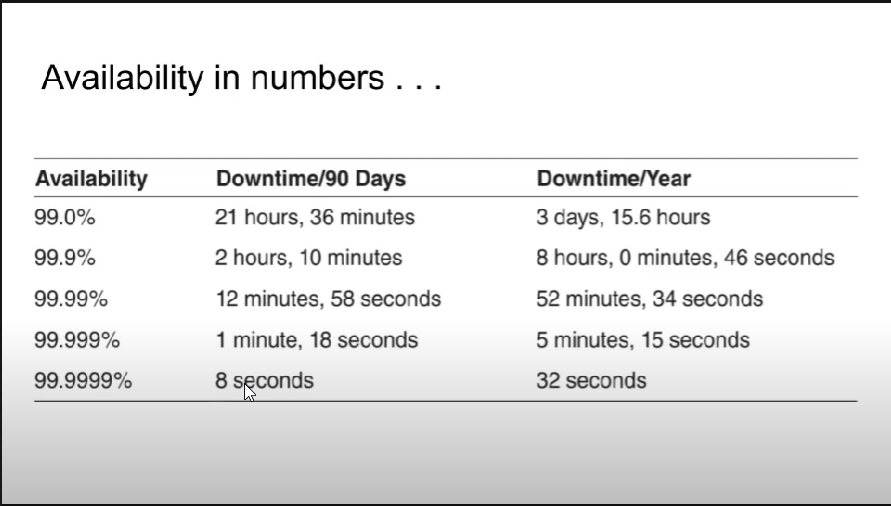 Availability in numbers . . .
Availability Downtime/90 Days Downtime/Year
99.0% 21 hours, 36 minutes 3 days, 15.6 hours
99.9% 2 hours, 10 minutes 8 hours, 0 minutes, 46 seconds
99.99% 12 minutes, 58 seconds 52 minutes, 34 seconds
99.999% 1 minute, 18 seconds 5 minutes, 15 seconds
99.9999% 8 seconds 32 seconds